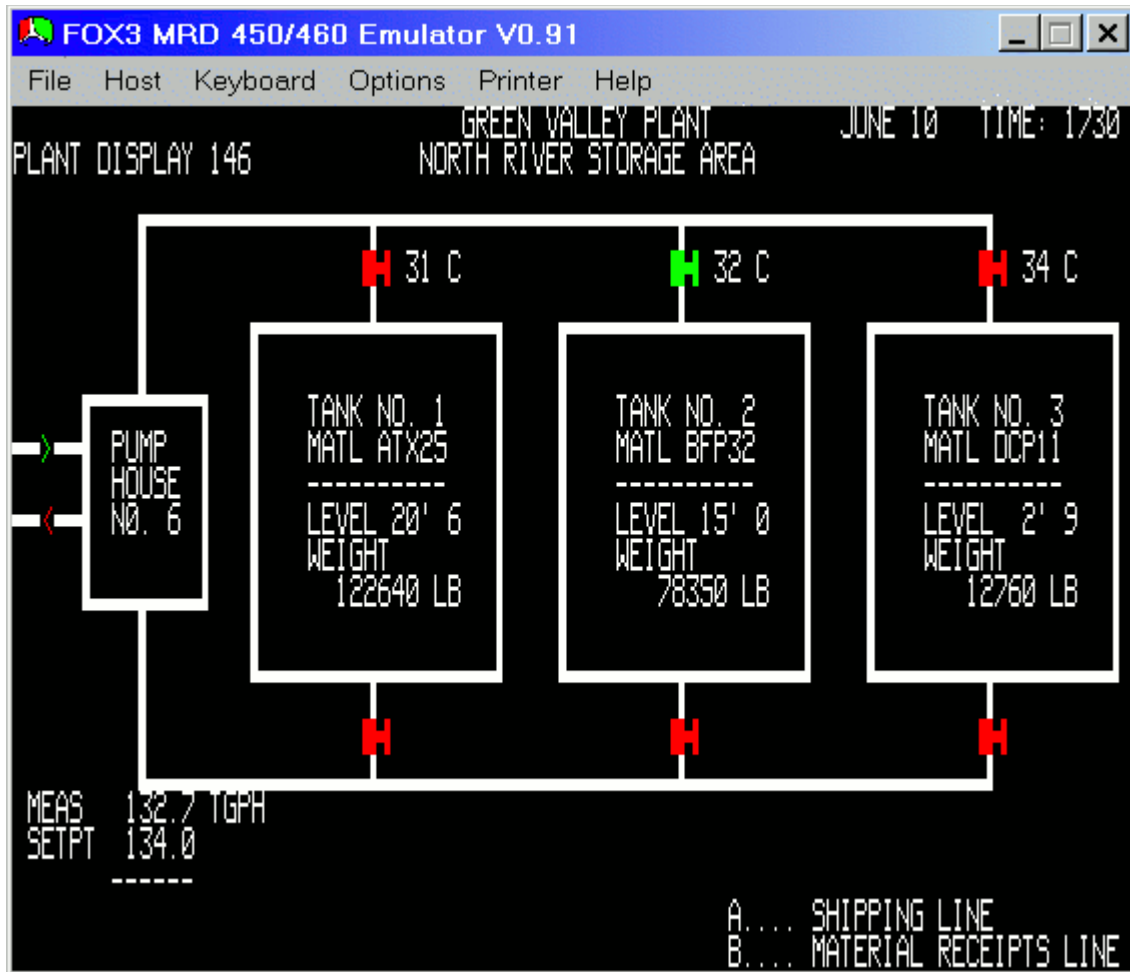 FOX3 MRD 450/460 Emulator V0.91
File Host Keyboard Options Printer Help
GREEN VALLEY PLANT JUNE 10 TIME: 1730
PLANT DISPLAY 146 NORTH RIVER STORAGE AREA
31 C 32 C 34 C
TANK NO. 1 TANK NO. 2 TANK NO. 3
PUMP MATL ATX25 MATL BFP32 MATL DCP11
HOUSE ---------- ---------- ----------
NO. 6 LEVEL 20' 6 LEVEL 15' 0 LEVEL 2' 9
WEIGHT WEIGHT WEIGHT
122640 LB 78350 LB 12760 LB
MEAS 132.7 TGPH
SETPT 134.0
------
A.... SHIPPING LINE
B.... MATERIAL RECEIPTS LINE